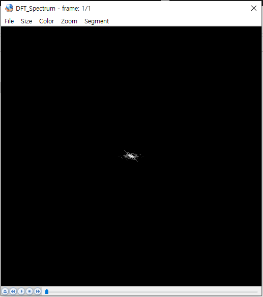 DFT_Spectrum - frame: 1/1
File Size Color Zoom Segment